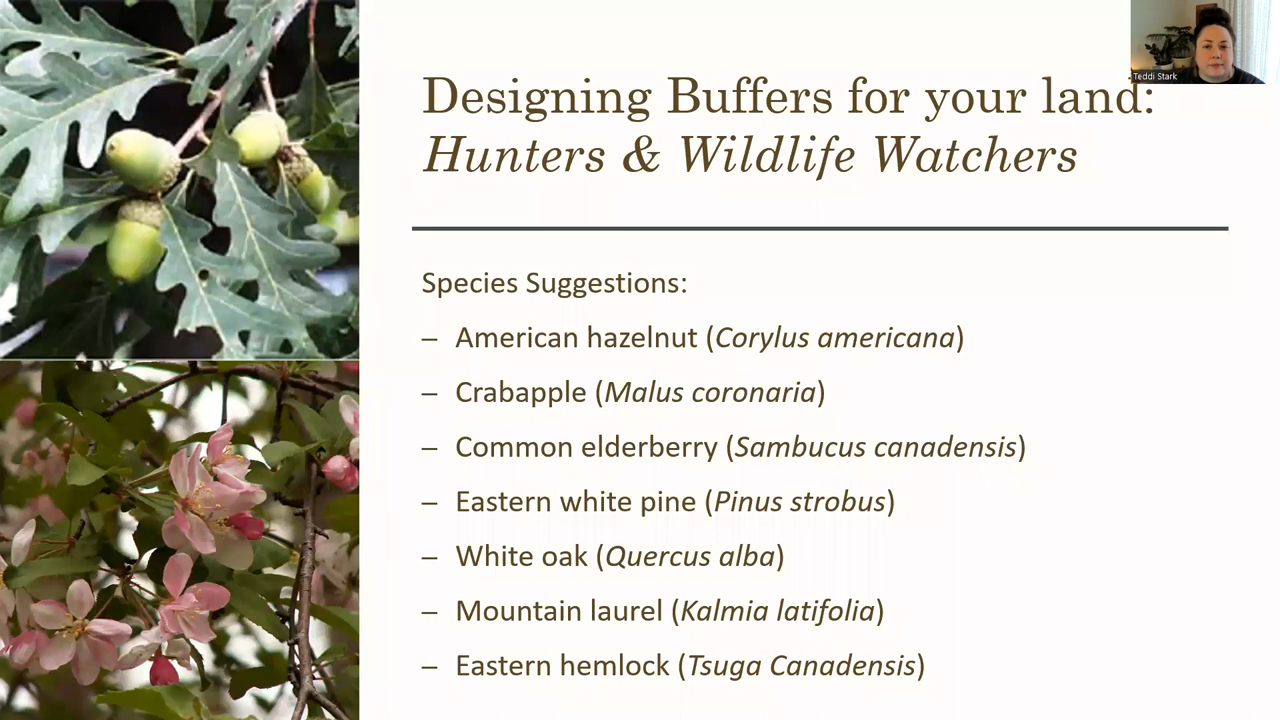 Teddi Stark
Designing Buffers for your land:
Hunters & Wildlife Watchers
Species Suggestions:
– American hazelnut (Corylus americana)
– Crabapple (Malus coronaria)
– Common elderberry (Sambucus canadensis)
– Eastern white pine (Pinus strobus)
– White oak (Quercus alba)
– Mountain laurel (Kalmia latifolia)
– Eastern hemlock (Tsuga Canadensis)